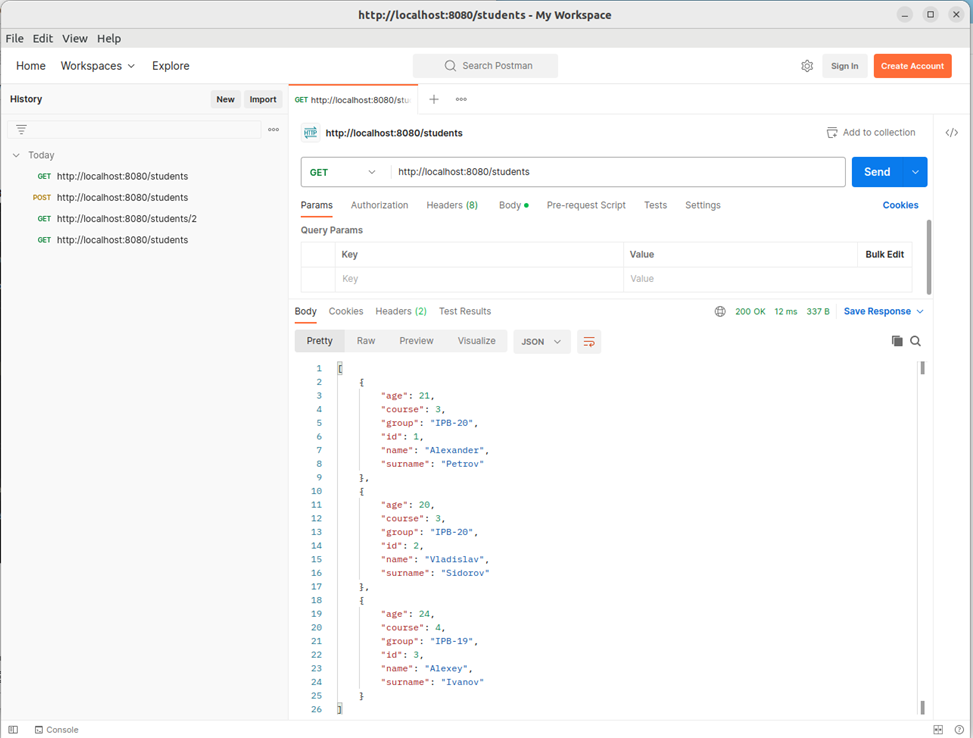 http://localhost:8080/students - My Workspace
File Edit View Help
Home Workspaces Explore Search Postman Sign In Create Account
History New Import GET http://localhost:8080/stu
http://localhost:8080/students Add to collection
Today
GET http://localhost:8080/students
POST http://localhost:8080/students
GET http://localhost:8080/students/2
GET http://localhost:8080/students
GET http://localhost:8080/students Send
Params Authorization Headers (8) Body Pre-request Script Tests Settings Cookies
Query Params
Key Value Bulk Edit
Key Value
Body Cookies Headers (2) Test Results 200 OK 12 ms 337 B Save Response
Pretty Raw Preview Visualize JSON
1 [
2 {
3 "age": 21,
4 "course": 3,
5 "group": "IPB-20",
6 "id": 1,
7 "name": "Alexander",
8 "surname": "Petrov"
9 },
10 {
11 "age": 20,
12 "course": 3,
13 "group": "IPB-20",
14 "id": 2,
15 "name": "Vladislav",
16 "surname": "Sidorov"
17 },
18 {
19 "age": 24,
20 "course": 4,
21 "group": "IPB-19",
22 "id": 3,
23 "name": "Alexey",
24 "surname": "Ivanov"
25 }
26 ]
Console